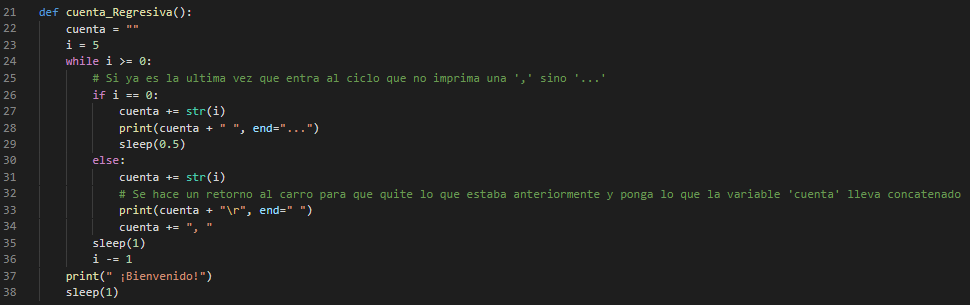 21 def cuenta_Regresiva():
22 cuenta = ""
23 i = 5
24 while i >= 0:
25 # Si ya es la ultima vez que entra al ciclo que no imprima una ',' sino '...'
26 if i == 0:
27 cuenta += str(i)
28 print(cuenta + " ", end="...")
29 sleep(0.5)
30 else:
31 cuenta += str(i)
32 # Se hace un retorno al carro para que quite lo que estaba anteriormente y ponga lo que la variable 'cuenta' lleva concatenado
33 print(cuenta + "\r", end=" ")
34 cuenta += ", "
35 sleep(1)
36 i -= 1
37 print(" ¡Bienvenido!")
38 sleep(1)